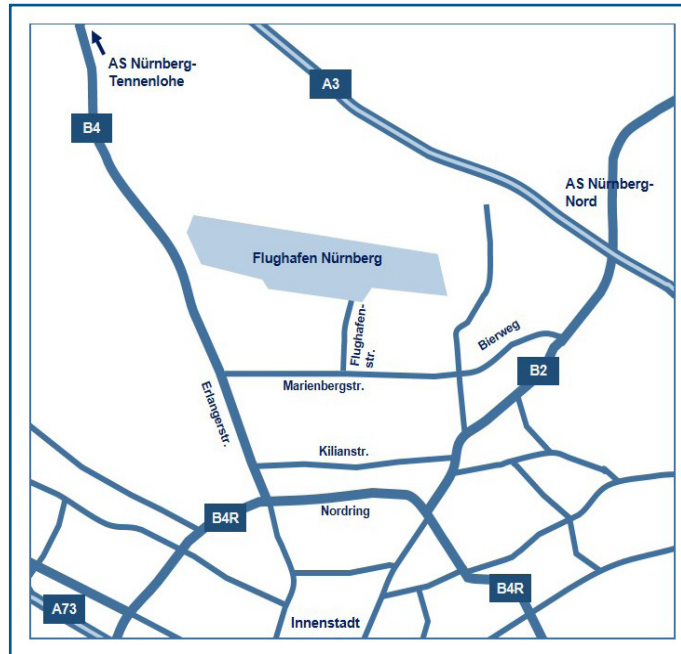 AS Nürnberg-
Tennenlohe
A3
B4
AS Nürnberg-
Nord
Flughafen Nürnberg
Flughafen-
str.
Bierweg
B2
Marienbergstr.
Erlangerstr.
Kilianstr.
B4R
Nordring
B4R
A73
Innenstadt